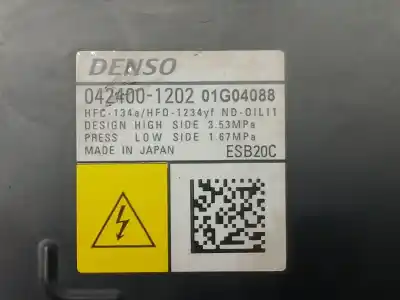 DENSO
042400-1202 01G04088
HFC-134a/HFO-1234yf ND-OIL11
DESIGN HIGH SIDE 3.53MPa
PRESS LOW SIDE 1.67MPa
MADE IN JAPAN ESB20C